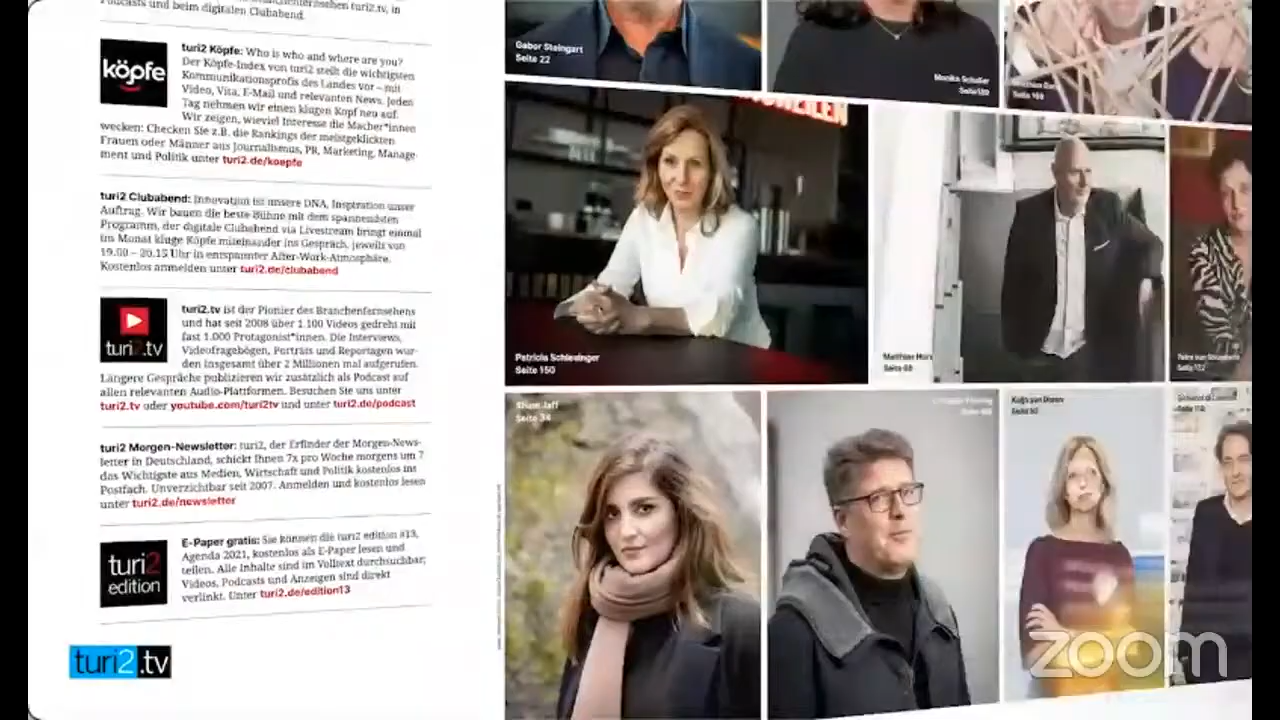 Podcasts und beim digitalen Clubabend.
köpfe
turi2 Köpfe: Who is who and where are you?
Der Köpfe-Index von turi2 stellt die wichtigsten
Kommunikationsprofis des Landes vor – mit
Video, Vita, E-Mail und relevanten News. Jeden
Tag nehmen wir einen klugen Kopf neu auf.
Wir zeigen, wieviel Interesse die Macher*innen
wecken: Checken Sie z.B. die Rankings der meistgeklickten
Frauen oder Männer aus Journalismus, PR, Marketing, Manage-
ment und Politik unter turi2.de/koepfe
turi2 Clubabend: Innovation ist unsere DNA, Inspiration unser
Auftrag. Wir bauen die beste Bühne mit dem spannendsten
Programm, der digitale Clubabend via Livestream bringt einmal
im Monat kluge Köpfe miteinander ins Gespräch, jeweils von
19.00 – 20.15 Uhr in entspannter After-Work-Atmosphäre.
Kostenlos anmelden unter turi2.de/clubabend
turi2.tv
turi2.tv ist der Pionier des Branchenfernsehens
und hat seit 2008 über 1.100 Videos gedreht mit
fast 1.000 Protagonist*innen. Die Interviews,
Videofragebögen, Porträts und Reportagen wur-
den insgesamt über 2 Millionen mal aufgerufen.
Längere Gespräche publizieren wir zusätzlich als Podcast auf
allen relevanten Audio-Plattformen. Besuchen Sie uns unter
turi2.tv oder youtube.com/turi2tv und unter turi2.de/podcast
turi2 Morgen-Newsletter: turi2, der Erfinder der Morgen-News-
letter in Deutschland, schickt Ihnen 7x pro Woche morgens um 7
das Wichtigste aus Medien, Wirtschaft und Politik kostenlos ins
Postfach. Unverzichtbar seit 2007. Anmelden und kostenlos lesen
unter turi2.de/newsletter
turi2
edition
E-Paper gratis: Sie können die turi2 edition #13,
Agenda 2021, kostenlos als E-Paper lesen und
teilen. Alle Inhalte sind im Volltext durchsuchbar,
Videos, Podcasts und Anzeigen sind direkt
verlinkt. Unter turi2.de/edition13
turi2.tv
Gabor Steingart
Seite 22
Monika Schaller
Patricia Schlesinger
Seite 150
Matthias Horx
Seite 68
Seite 34
Katja van Doren
zoom